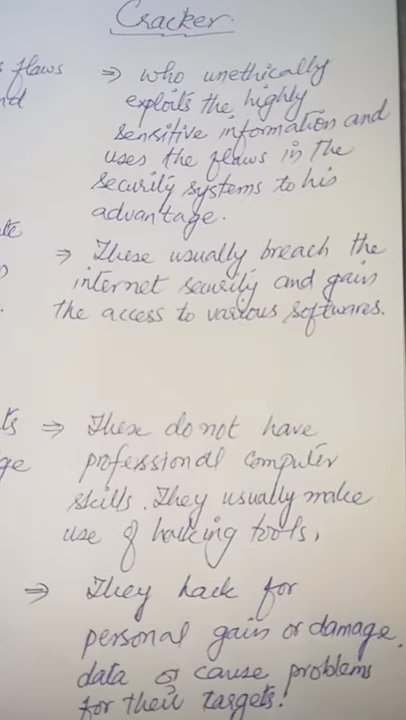 Cracker.
flaws => who unethically
exploits the highly
sensitive information and
uses the flaws in the
security systems to his
advantage.
=> These usually breach the
internet security and gain
the access to various softwares.
=> These do not have
professional computer
skills. They usually make
use of hacking tools,
=> They hack for
personal gain or damage
data or cause problems
for their targets.